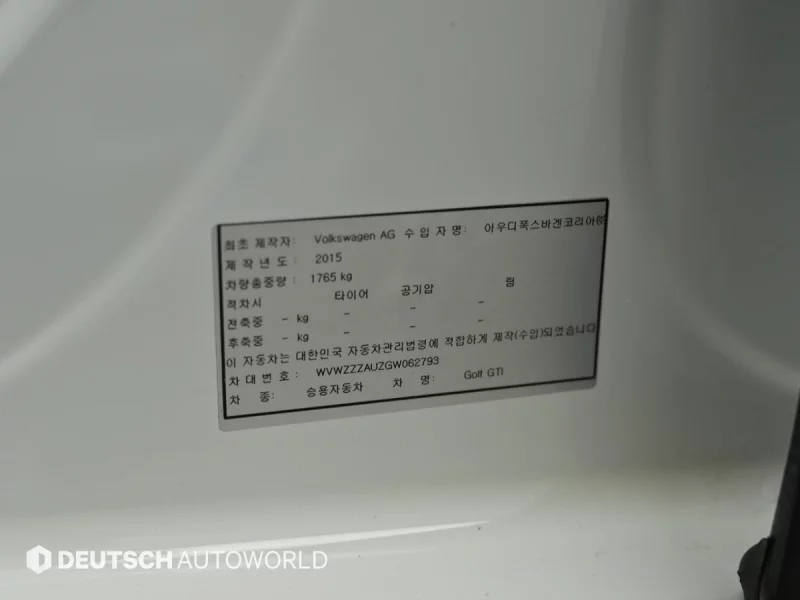 최초 제작자: Volkswagen AG 수 입 자 명: 아우디폭스바겐코리아㈜
제 작 년 도 : 2015
차량총중량 : 1765 kg
적차시 타이어 공기압 림
전축중 - kg - - -
후축중 - kg - - -
이 자동차는 대한민국 자동차관리법령에 적합하게 제작(수입)되었습니다
차 대 번 호 : WVWZZZAUZGW062793
차 종: 승용자동차 차 명: Golf GTI
DEUTSCH AUTOWORLD